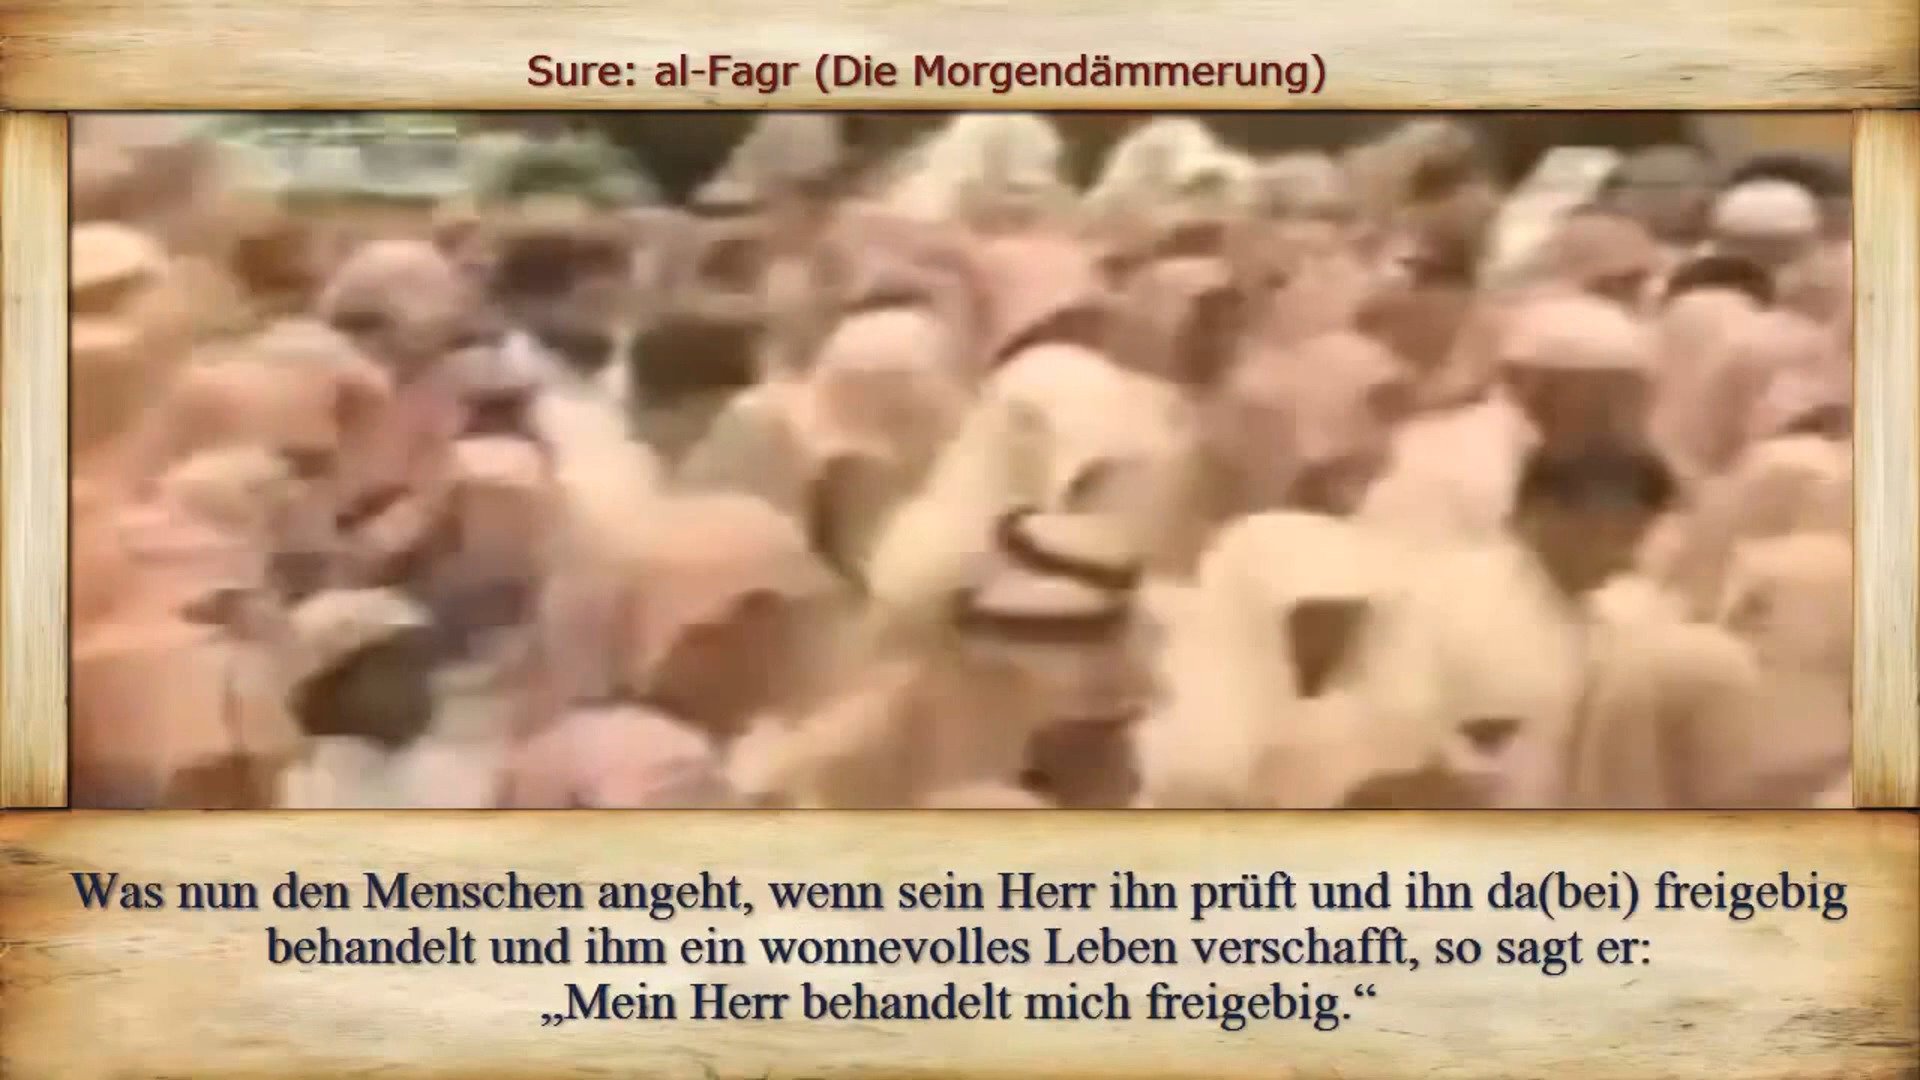 Sure: al-Fagr (Die Morgendämmerung)
Was nun den Menschen angeht, wenn sein Herr ihn prüft und ihn da(bei) freigebig
behandelt und ihm ein wonnevolles Leben verschafft, so sagt er:
„Mein Herr behandelt mich freigebig.“